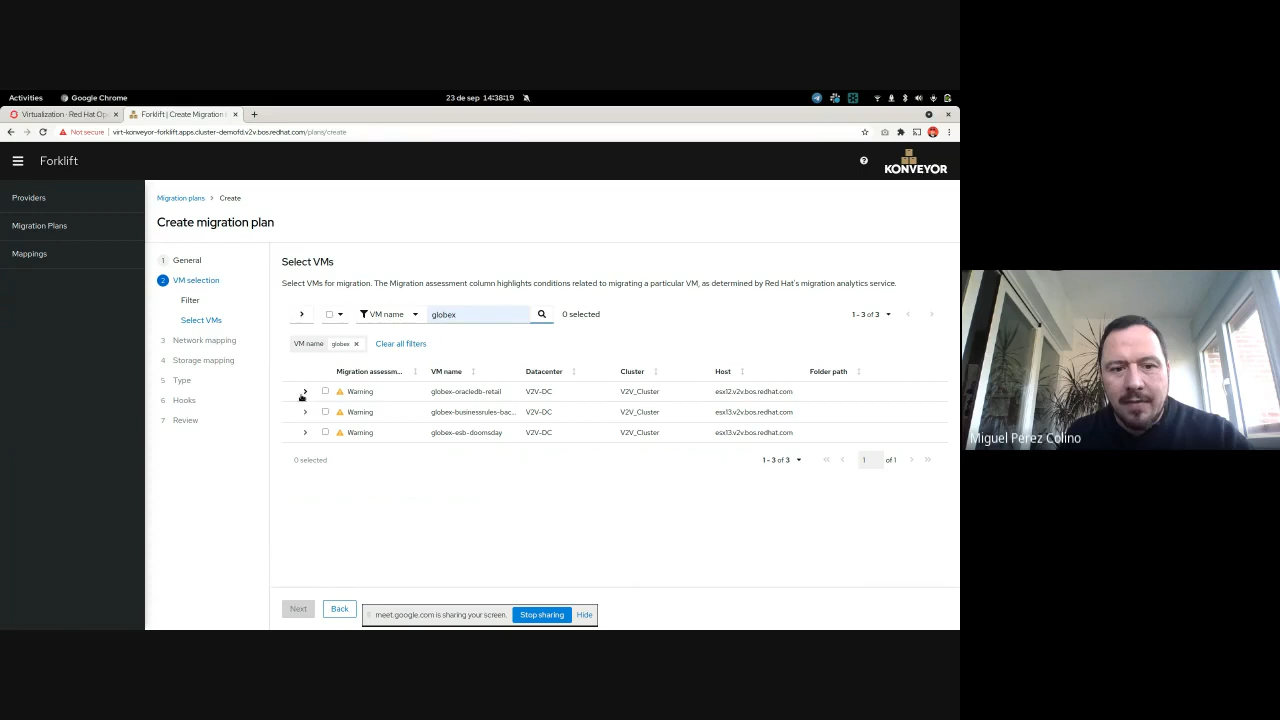 Activities
Google Chrome
23 de sep 14:38:19
Virtualization · Red Hat Op
Forklift | Create Migration
Not secure
virt-konveyor-forklift.apps.cluster-demofd.v2v.bos.redhat.com/plans/create
Forklift
KONVEYOR
Providers
Migration Plans
Mappings
Migration plans > Create
Create migration plan
1 General
2 VM selection
Filter
Select VMs
3 Network mapping
4 Storage mapping
5 Type
6 Hooks
7 Review
Select VMs
Select VMs for migration. The Migration assessment column highlights conditions related to migrating a particular VM, as determined by Red Hat's migration analytics service.
VM name globex 0 selected 1 - 3 of 3
VM name globex Clear all filters
Migration assessm... VM name Datacenter Cluster Host Folder path
Warning globex-oracledb-retail V2V-DC V2V_Cluster esx12.v2v.bos.redhat.com
Warning globex-businessrules-bac... V2V-DC V2V_Cluster esx13.v2v.bos.redhat.com
Warning globex-esb-doomsday V2V-DC V2V_Cluster esx13.v2v.bos.redhat.com
0 selected 1 - 3 of 3 1 of 1
Next Back
meet.google.com is sharing your screen. Stop sharing Hide
Miguel Pérez Colino